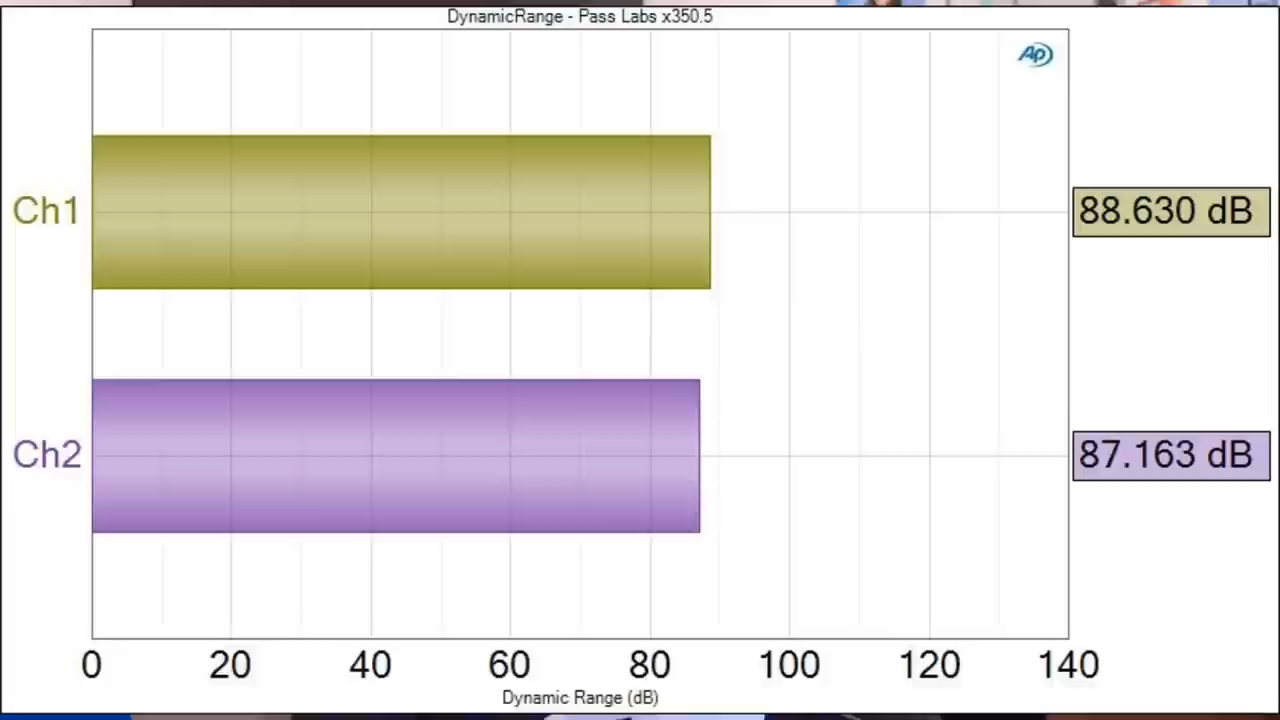 DynamicRange - Pass Labs x350.5
AP
Ch1
88.630 dB
Ch2
87.163 dB
0 20 40 60 80 100 120 140
Dynamic Range (dB)